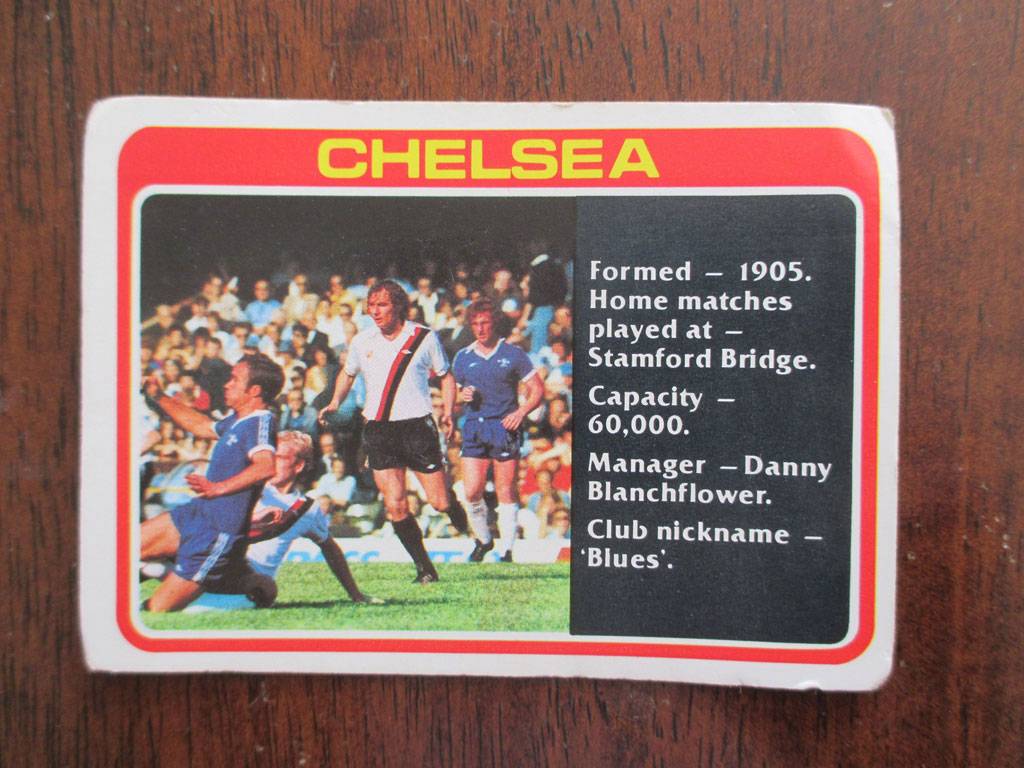 CHELSEA
Formed – 1905.
Home matches
played at –
Stamford Bridge.
Capacity –
60,000.
Manager – Danny
Blanchflower.
Club nickname –
‘Blues’.